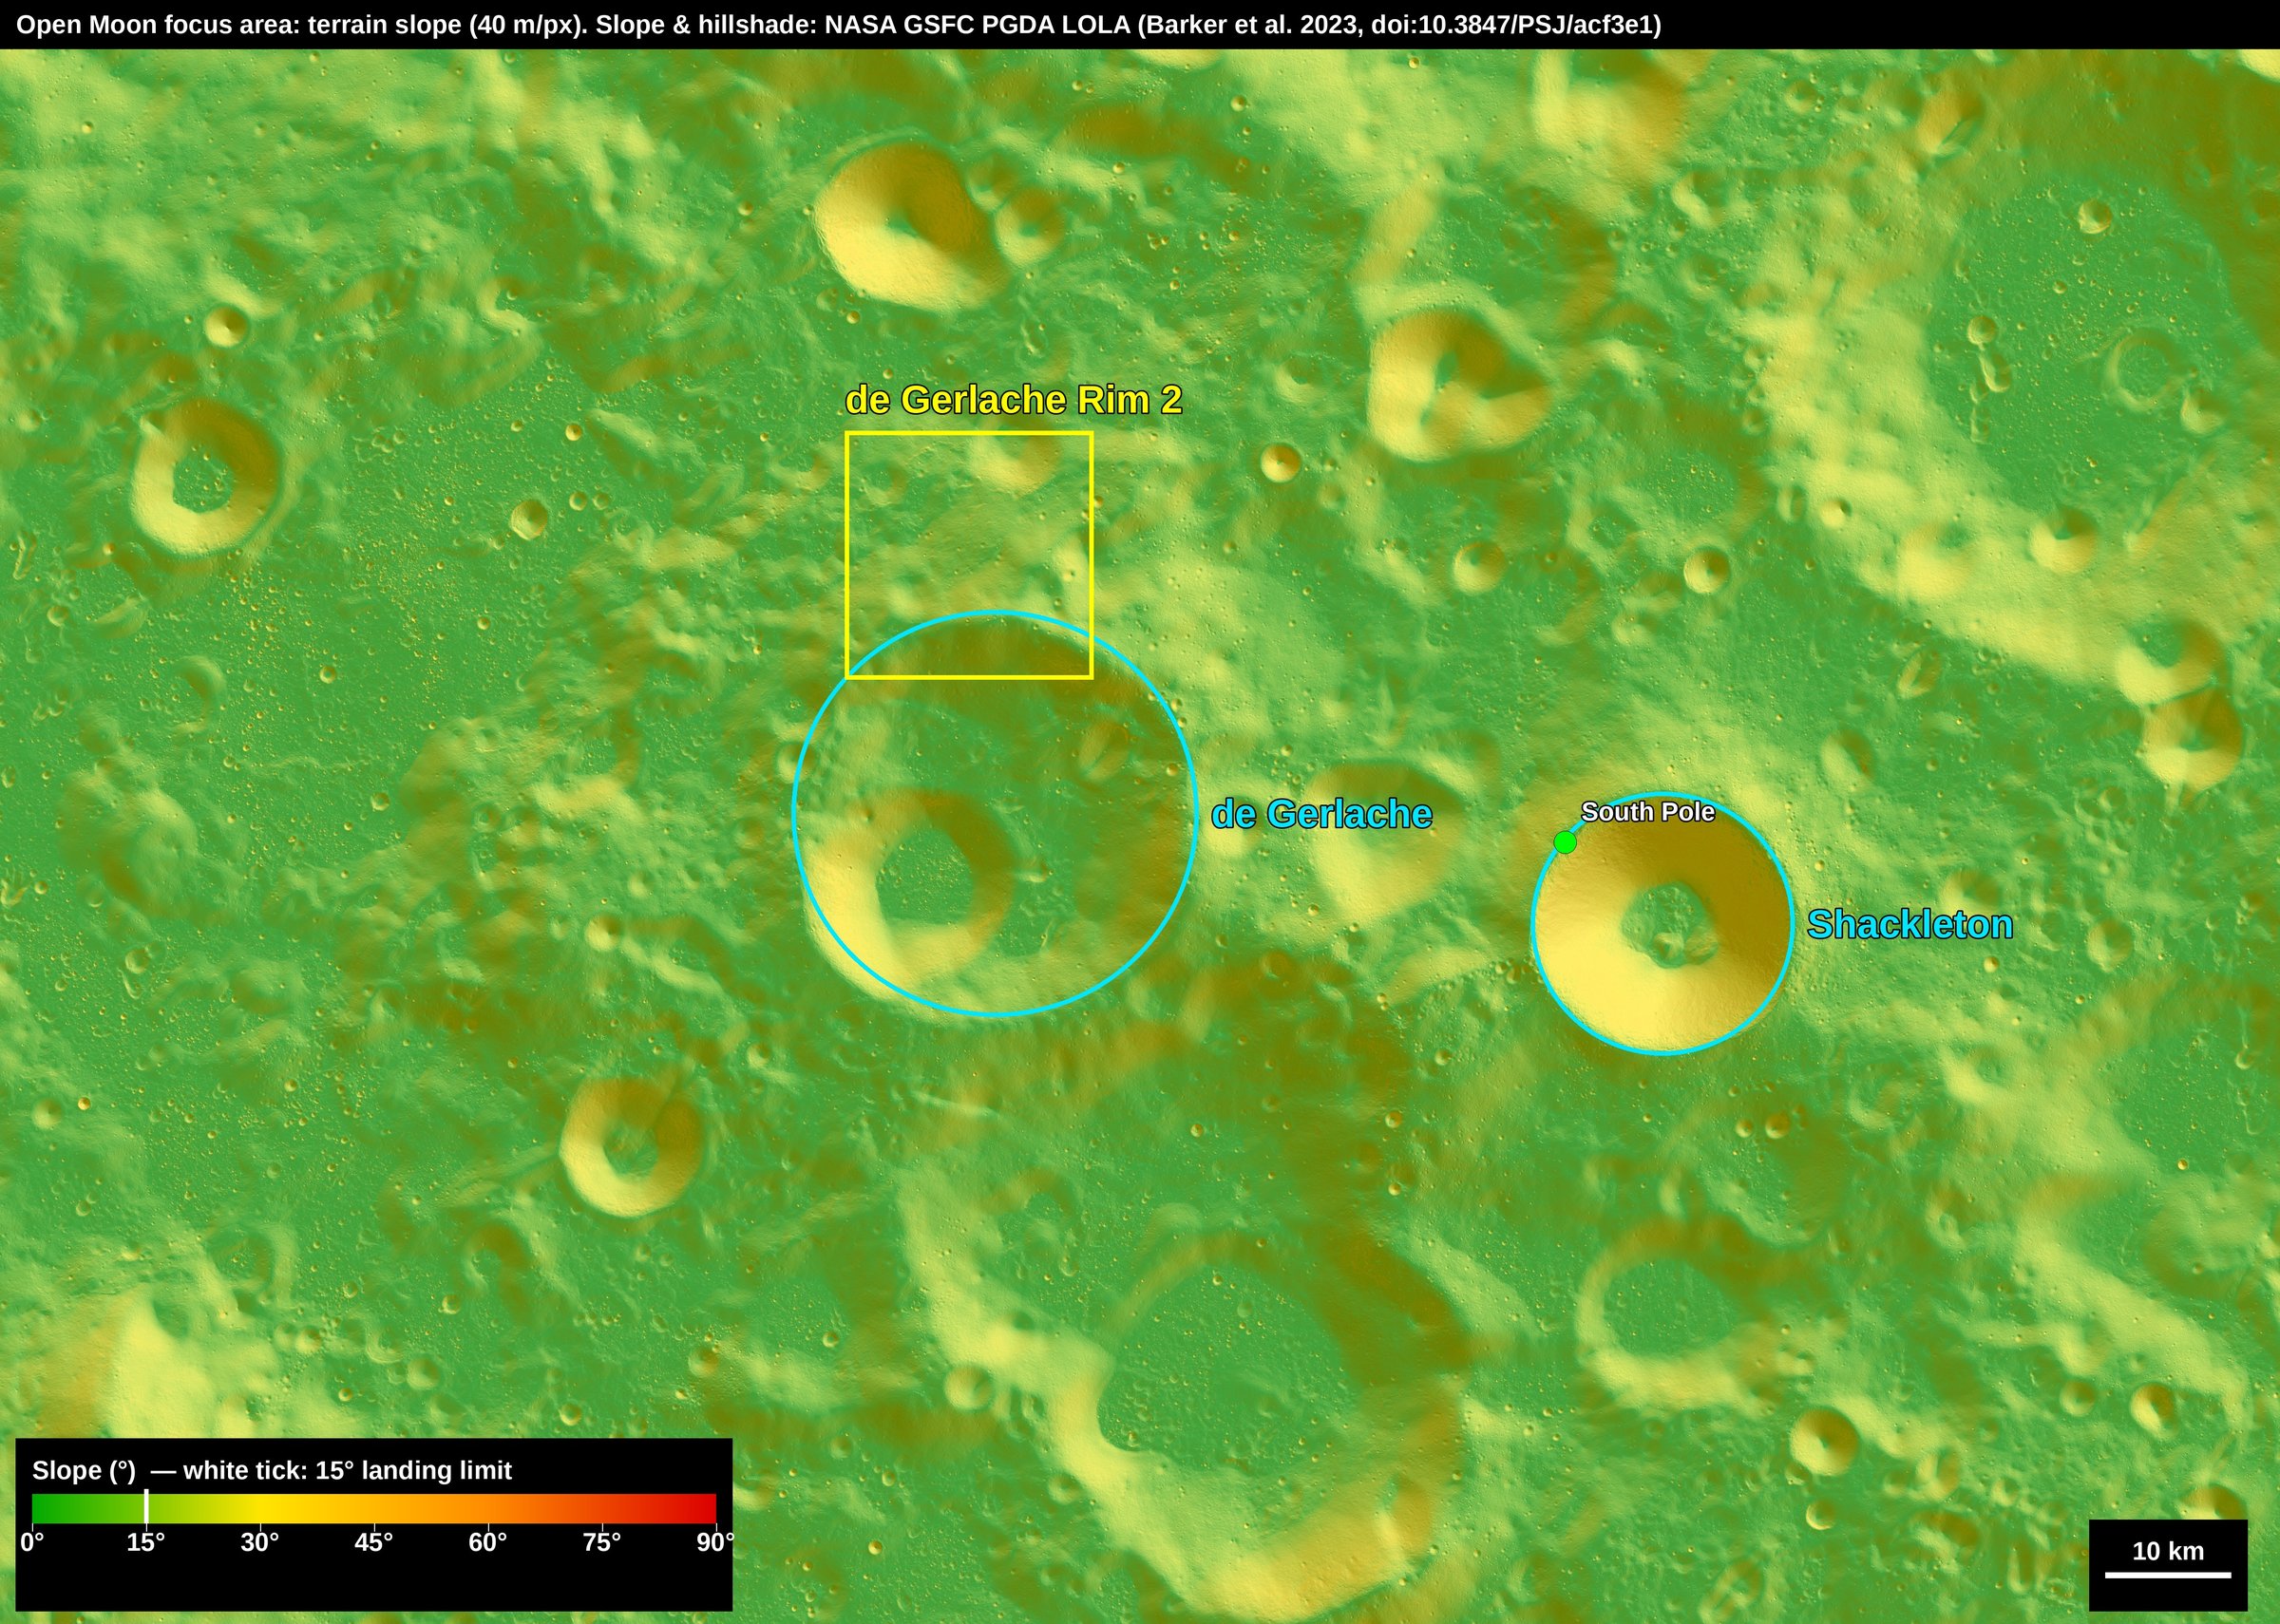 Open Moon focus area: terrain slope (40 m/px). Slope & hillshade: NASA GSFC PGDA LOLA (Barker et al. 2023, doi:10.3847/PSJ/acf3e1)
de Gerlache Rim 2
South Pole
de Gerlache
Shackleton
Slope (°) — white tick: 15° landing limit
0° 15° 30° 45° 60° 75° 90°
10 km